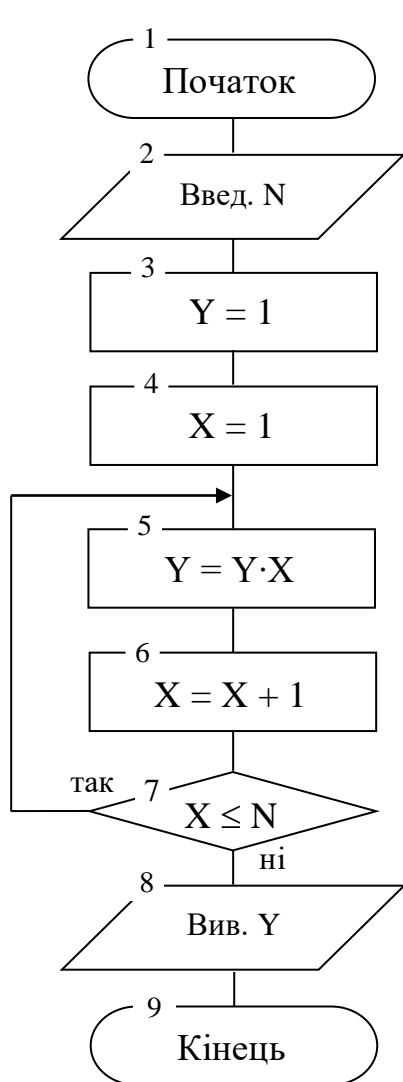 1
Початок
2
Введ. N
3
Y = 1
4
X = 1
5
Y = Y·X
6
X = X + 1
так
7
X ≤ N
ні
8
Вив. Y
9
Кінець